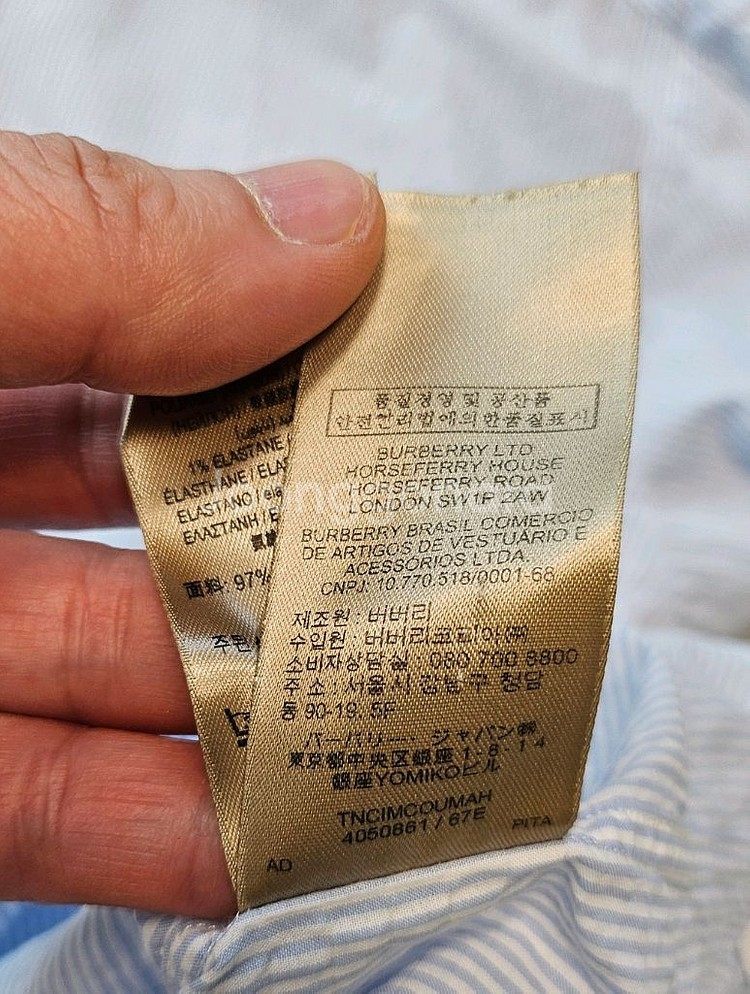 1% ELASTANE
ÉLASTHANE / ELAS
ELASTANO /
ΕΛΑΣΤΑΝΗ / Ε
面料: 97%
주원
품질경영 및 공산품
안전관리법에의한품질표시
BURBERRY LTD
HORSEFERRY HOUSE
HORSEFERRY ROAD
LONDON SW1P 2AW
BURBERRY BRASIL COMERCIO
DE ARTIGOS DE VESTUÁRIO E
ACESSORIOS LTDA
CNPJ. 10.770.518/0001-68
제조원 : 버버리
수입원 : 버버리코리아㈜
소비자상담실 080 700 8800
주 소 : 서울시 강남구 청담
동 90-19. 5F
バーバリー・ジャパン㈱
東京都中央区銀座1-8-14
銀座YOMIKOビル
TNCIMCOUMAH
4050861 / 67E
PITA
AD